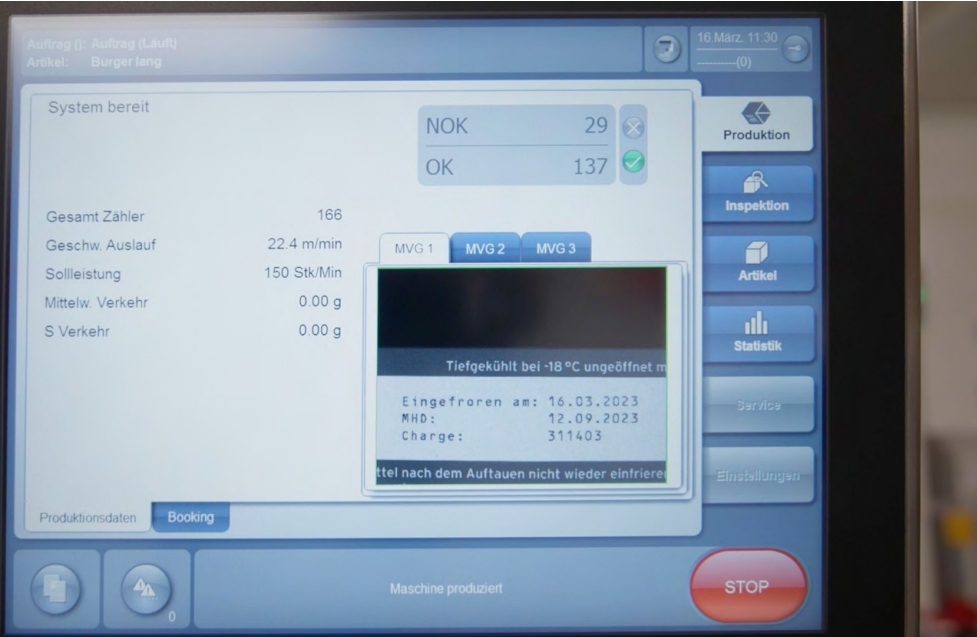 Auftrag (): Auftrag (Läuft)
Artikel: Burger lang
16.März. 11:30
--------(0)
System bereit
NOK 29
OK 137
Gesamt Zähler 166
Geschw. Auslauf 22.4 m/min
Sollleistung 150 Stk/Min
Mittelw. Verkehr 0.00 g
S Verkehr 0.00 g
MVG 1 MVG 2 MVG 3
Tiefgekühlt bei -18 °C ungeöffnet m
Eingefroren am: 16.03.2023
MHD: 12.09.2023
Charge: 311403
ttel nach dem Auftauen nicht wieder einfriere
Produktion
Inspektion
Artikel
Statistik
Service
Einstellungen
Produktionsdaten Booking
0
Maschine produziert
STOP